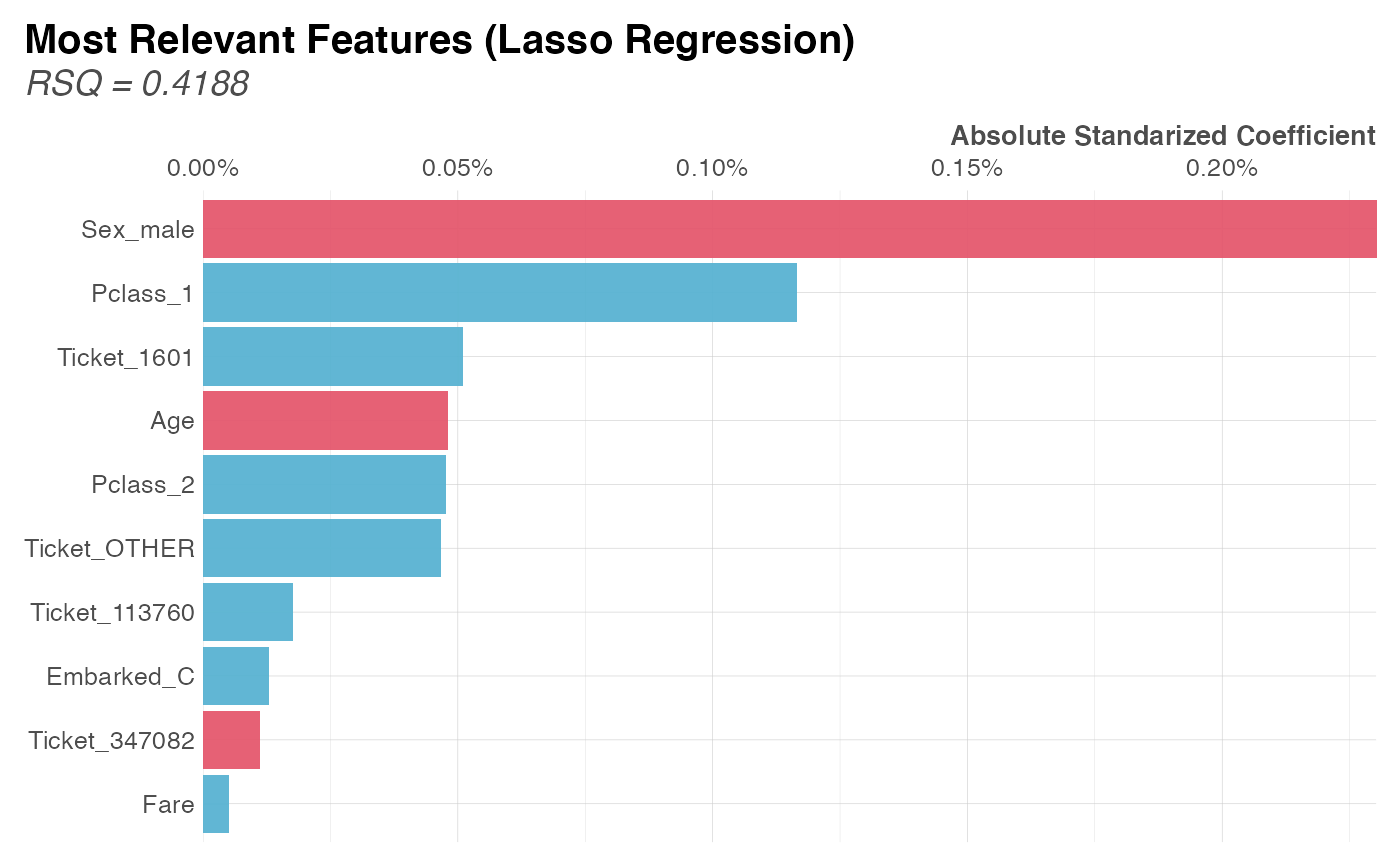 Most Relevant Features (Lasso Regression)
RSQ = 0.4188
Absolute Standarized Coefficient
0.00% 0.05% 0.10% 0.15% 0.20%
Sex_male
Pclass_1
Ticket_1601
Age
Pclass_2
Ticket_OTHER
Ticket_113760
Embarked_C
Ticket_347082
Fare